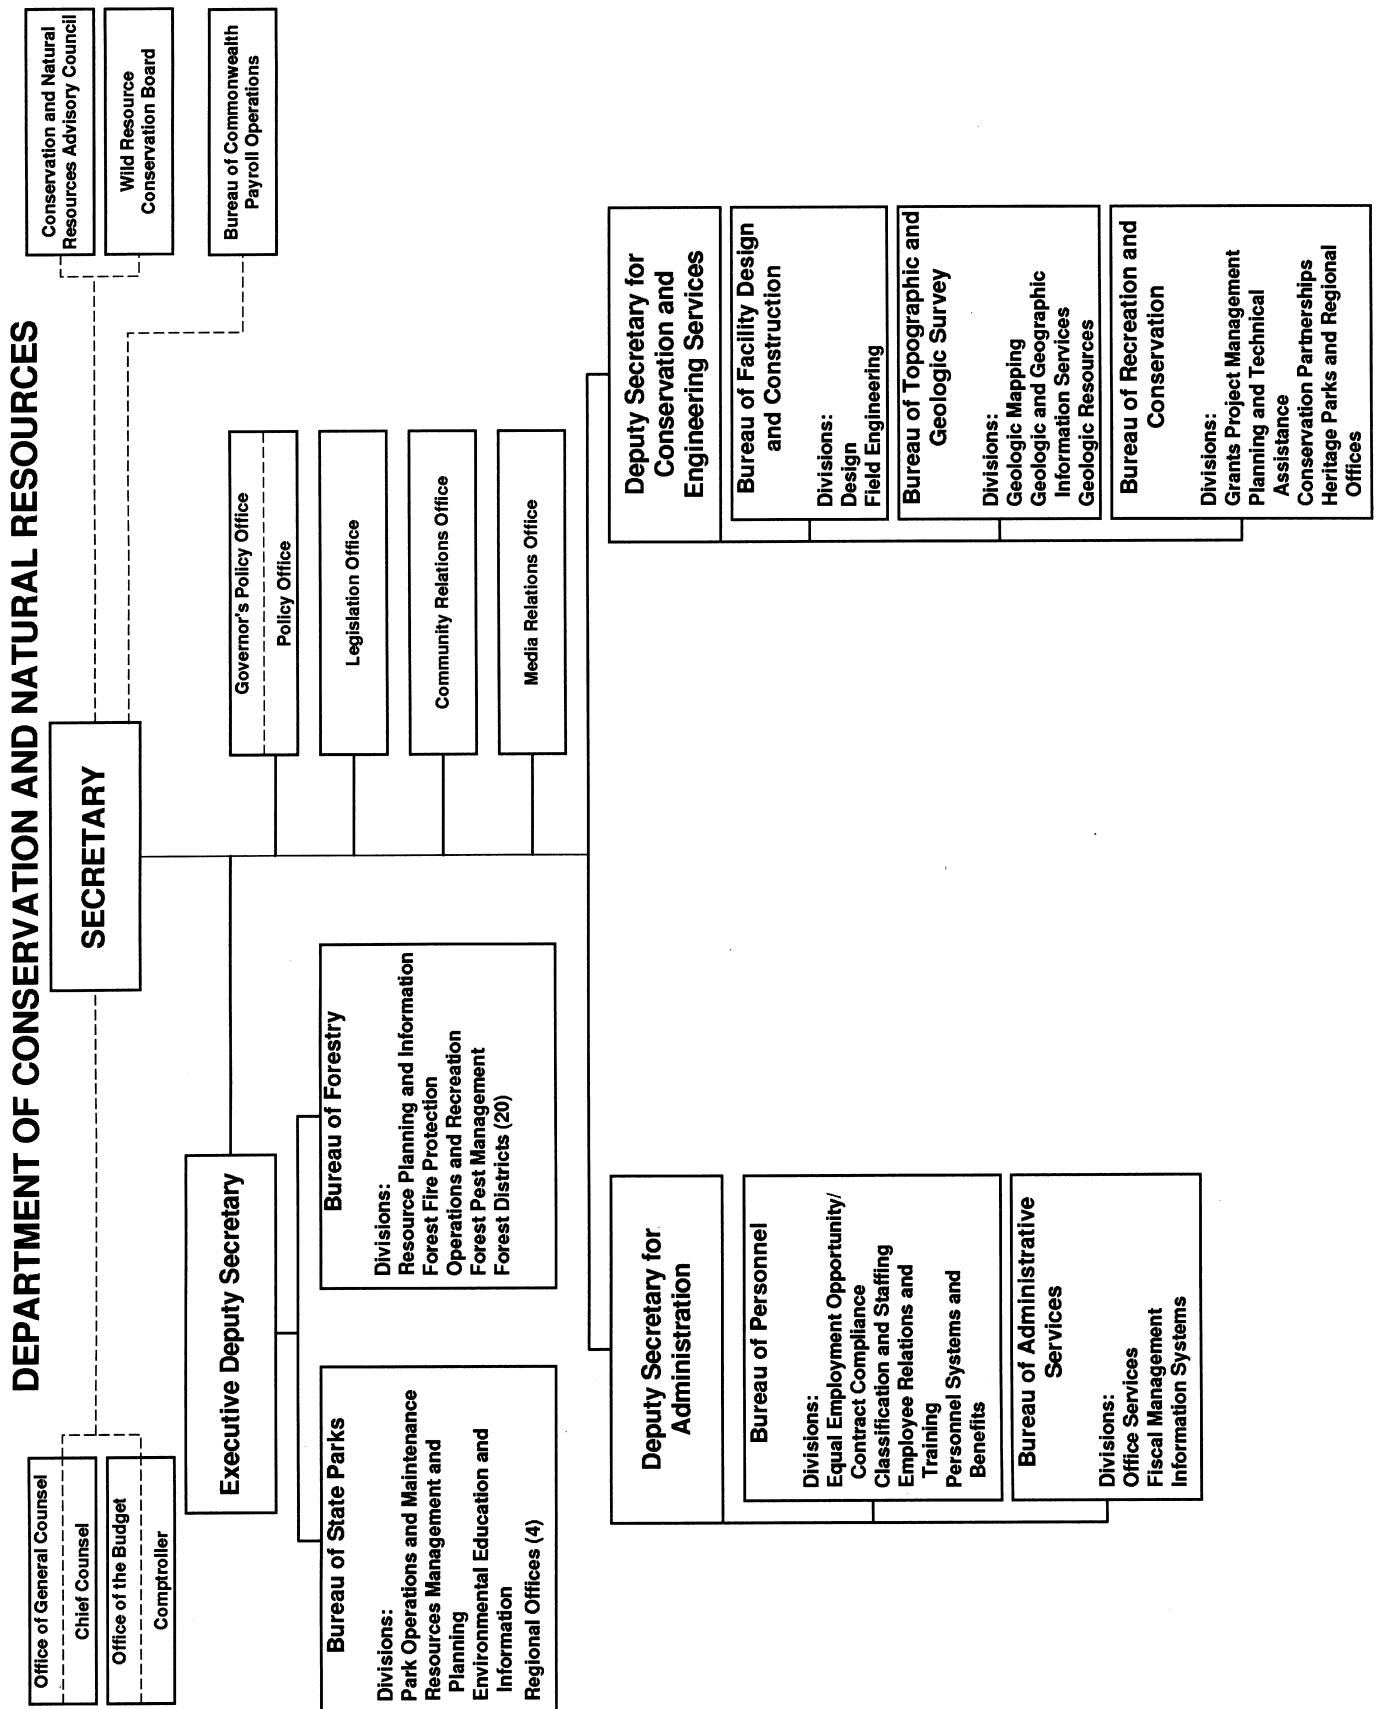 DEPARTMENT OF CONSERVATION AND NATURAL RESOURCES
Office of General Counsel
Chief Counsel
Office of the Budget
Comptroller
SECRETARY
Conservation and Natural
Resources Advisory Council
Wild Resource
Conservation Board
Bureau of Commonwealth
Payroll Operations
Executive Deputy Secretary
Governor's Policy Office
Policy Office
Legislation Office
Community Relations Office
Media Relations Office
Bureau of State Parks
Divisions:
Park Operations and Maintenance
Resources Management and
Planning
Environmental Education and
Information
Regional Offices (4)
Bureau of Forestry
Divisions:
Resource Planning and Information
Forest Fire Protection
Operations and Recreation
Forest Pest Management
Forest Districts (20)
Deputy Secretary for
Administration
Bureau of Personnel
Divisions:
Equal Employment Opportunity/
Contract Compliance
Classification and Staffing
Employee Relations and
Training
Personnel Systems and
Benefits
Bureau of Administrative
Services
Divisions:
Office Services
Fiscal Management
Information Systems
Deputy Secretary for
Conservation and
Engineering Services
Bureau of Facility Design
and Construction
Divisions:
Design
Field Engineering
Bureau of Topographic and
Geologic Survey
Divisions:
Geologic Mapping
Geologic and Geographic
Information Services
Geologic Resources
Bureau of Recreation and
Conservation
Divisions:
Grants Project Management
Planning and Technical
Assistance
Conservation Partnerships
Heritage Parks and Regional
Offices